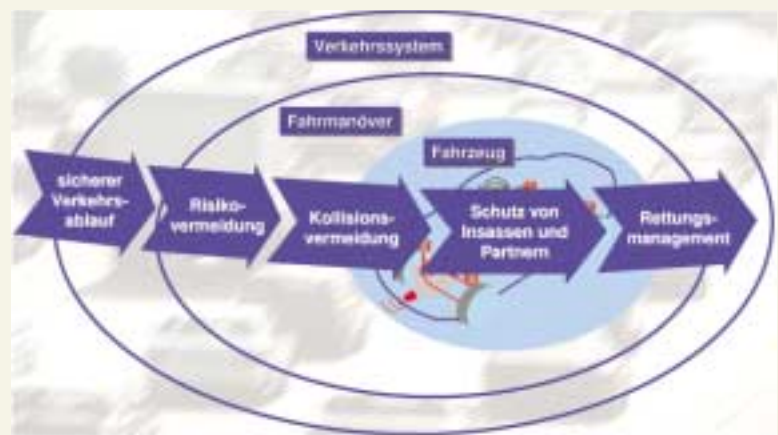 Verkehrssystem
Fahrmanöver
Fahrzeug
sicherer
Verkehrs-
ablauf
Risiko-
vermeidung
Kollisions-
vermeidung
Schutz von
Insassen und
Partnern
Rettungs-
management